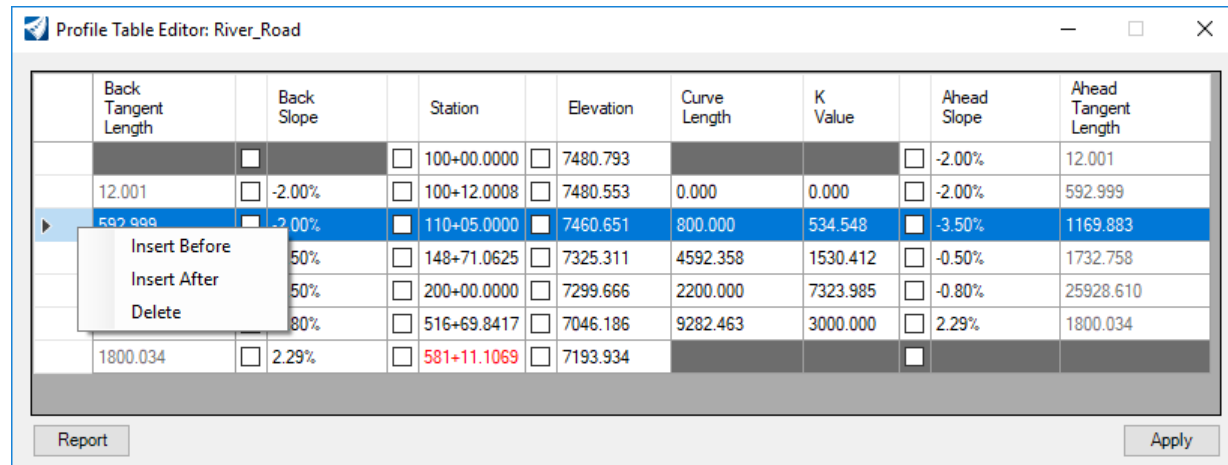 Profile Table Editor: River_Road
Back Tangent Length Back Slope Station Elevation Curve Length K Value Ahead Slope Ahead Tangent Length
100+00.0000 7480.793 -2.00% 12.001
12.001 -2.00% 100+12.0008 7480.553 0.000 0.000 -2.00% 592.999
592.999 -2.00% 110+05.0000 7460.651 800.000 534.548 -3.50% 1169.883
Insert Before
50% 148+71.0625 7325.311 4592.358 1530.412 -0.50% 1732.758
Insert After
50% 200+00.0000 7299.666 2200.000 7323.985 -0.80% 25928.610
Delete
80% 516+69.8417 7046.186 9282.463 3000.000 2.29% 1800.034
1800.034 2.29% 581+11.1069 7193.934
Report Apply